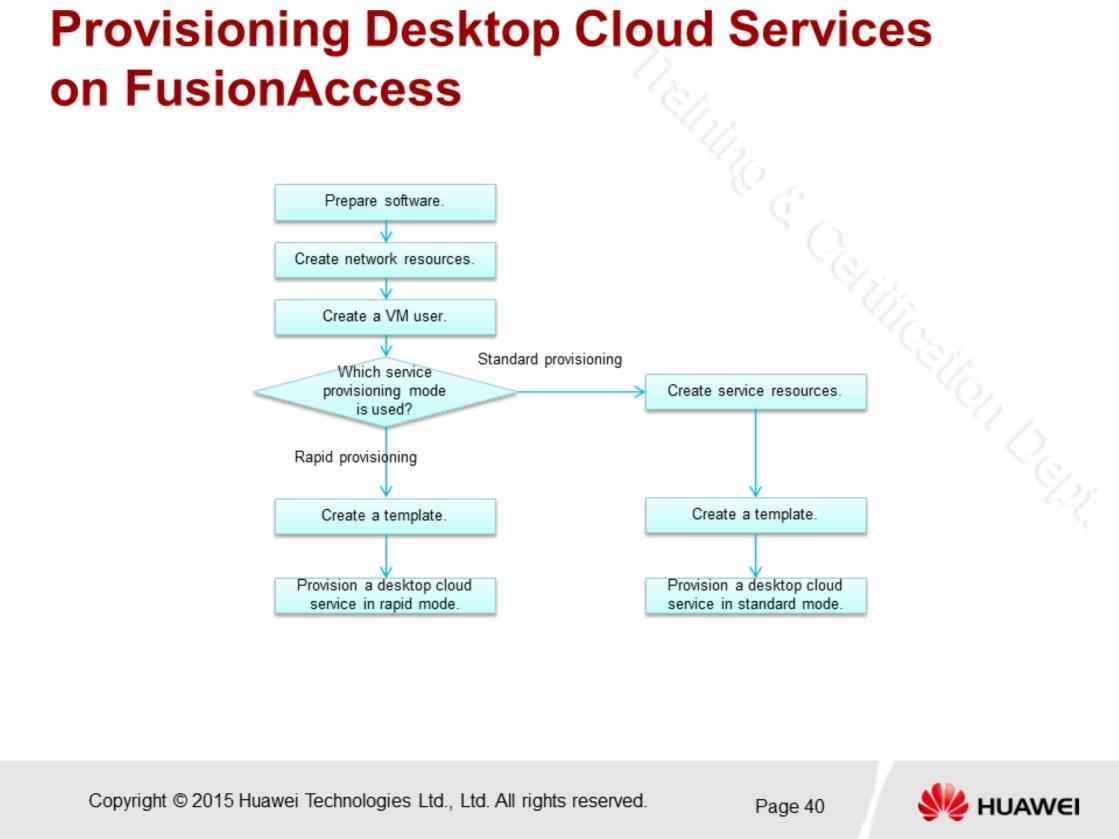 Provisioning Desktop Cloud Services
on FusionAccess
Training & Certification Dept.
Prepare software.
Create network resources.
Create a VM user.
Which service
provisioning mode
is used?
Standard provisioning
Create service resources.
Rapid provisioning
Create a template.
Create a template.
Provision a desktop cloud
service in rapid mode.
Provision a desktop cloud
service in standard mode.
Copyright © 2015 Huawei Technologies Ltd., Ltd. All rights reserved.
Page 40
HUAWEI